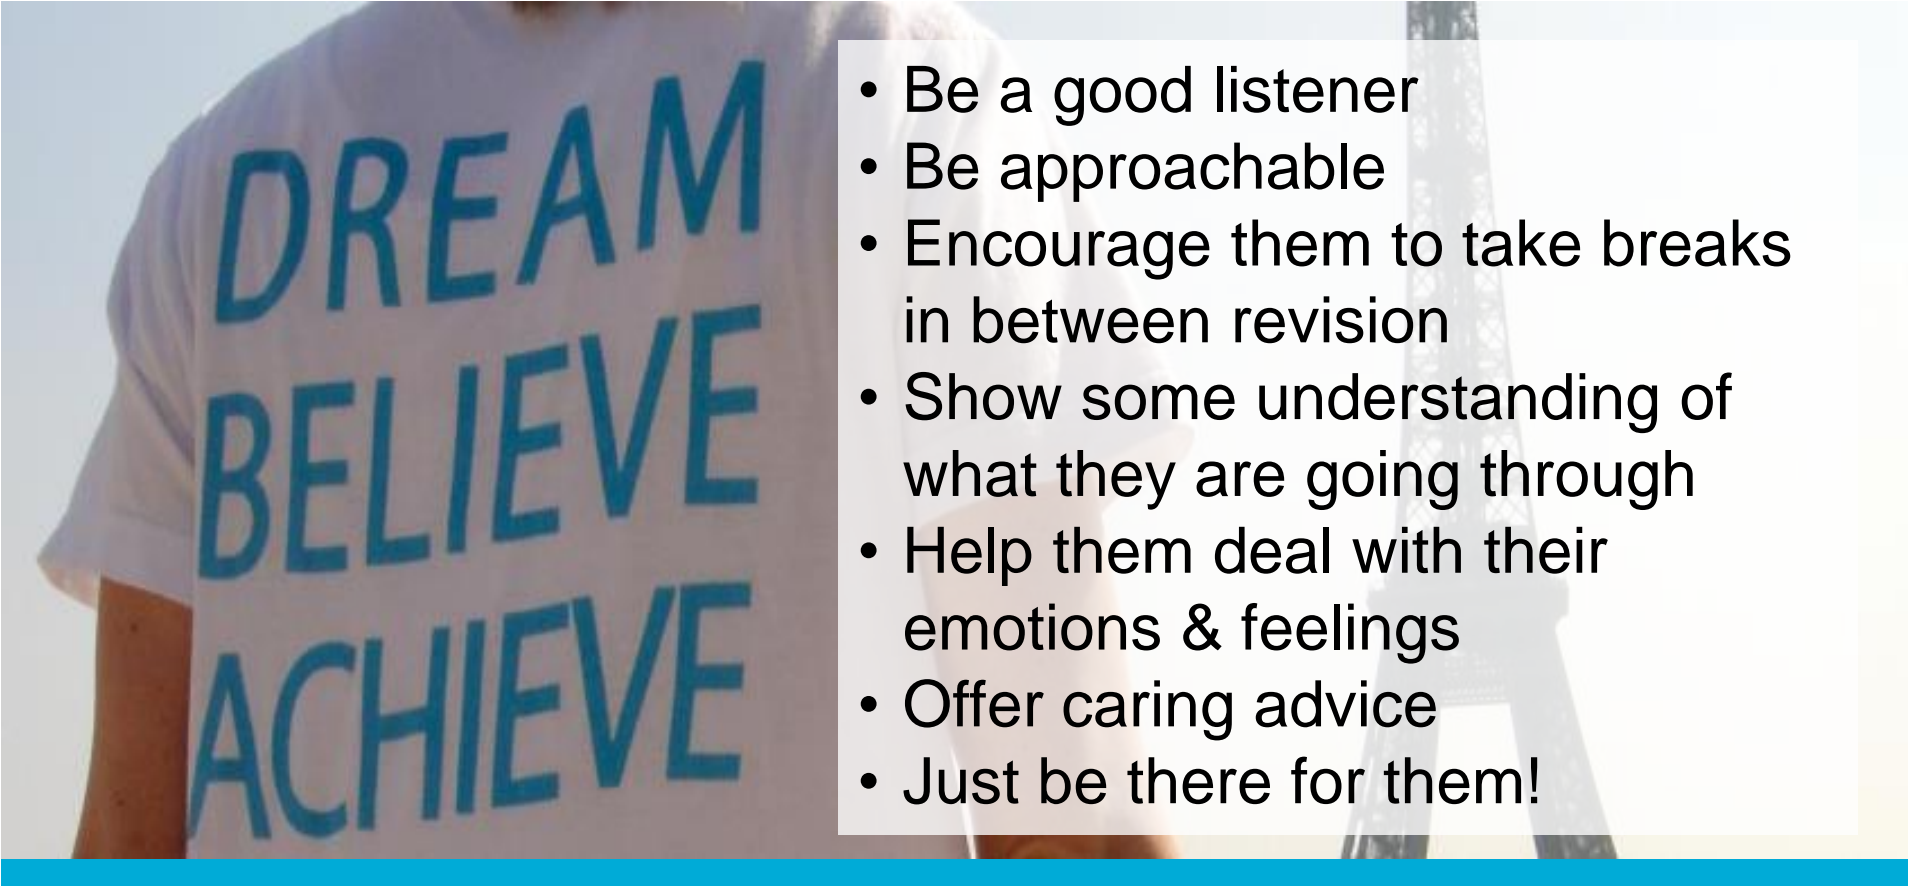 DREAM
BELIEVE
ACHIEVE
• Be a good listener
• Be approachable
• Encourage them to take breaks
in between revision
• Show some understanding of
what they are going through
• Help them deal with their
emotions & feelings
• Offer caring advice
• Just be there for them!